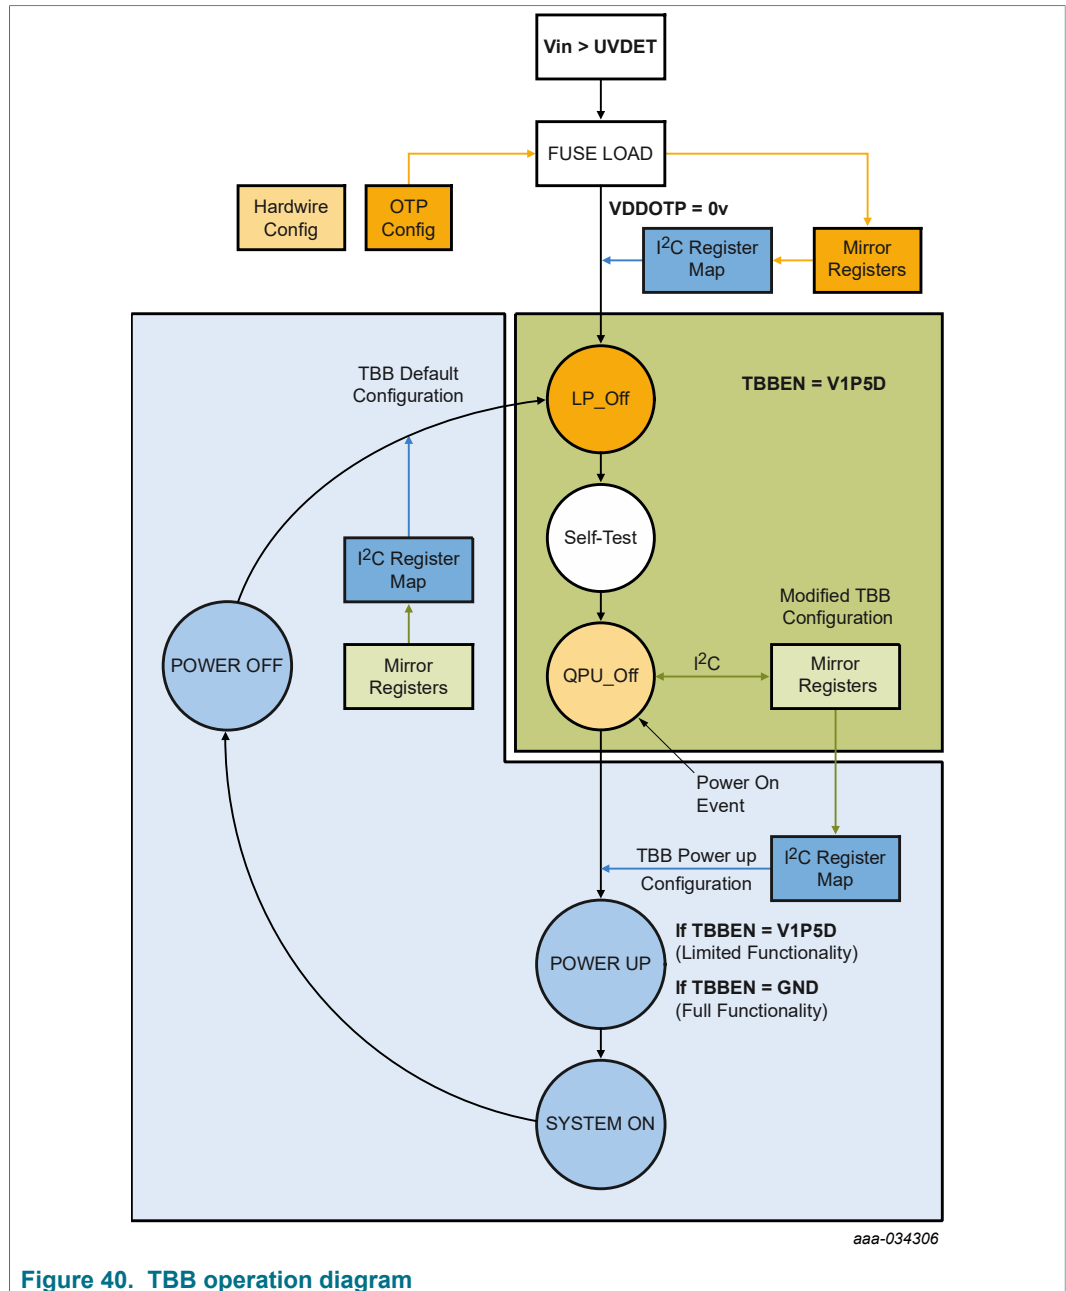 Vin > UVDET
FUSE LOAD
Hardwire
Config
OTP
Config
VDDOTP = 0v
I2C Register
Map
Mirror
Registers
TBB Default
Configuration
LP_Off
TBBEN = V1P5D
Self-Test
I2C Register
Map
Modified TBB
Configuration
POWER OFF
Mirror
Registers
QPU_Off
I2C
Mirror
Registers
Power On
Event
TBB Power up
Configuration
I2C Register
Map
POWER UP
If TBBEN = V1P5D
(Limited Functionality)
If TBBEN = GND
(Full Functionality)
SYSTEM ON
aaa-034306
Figure 40. TBB operation diagram